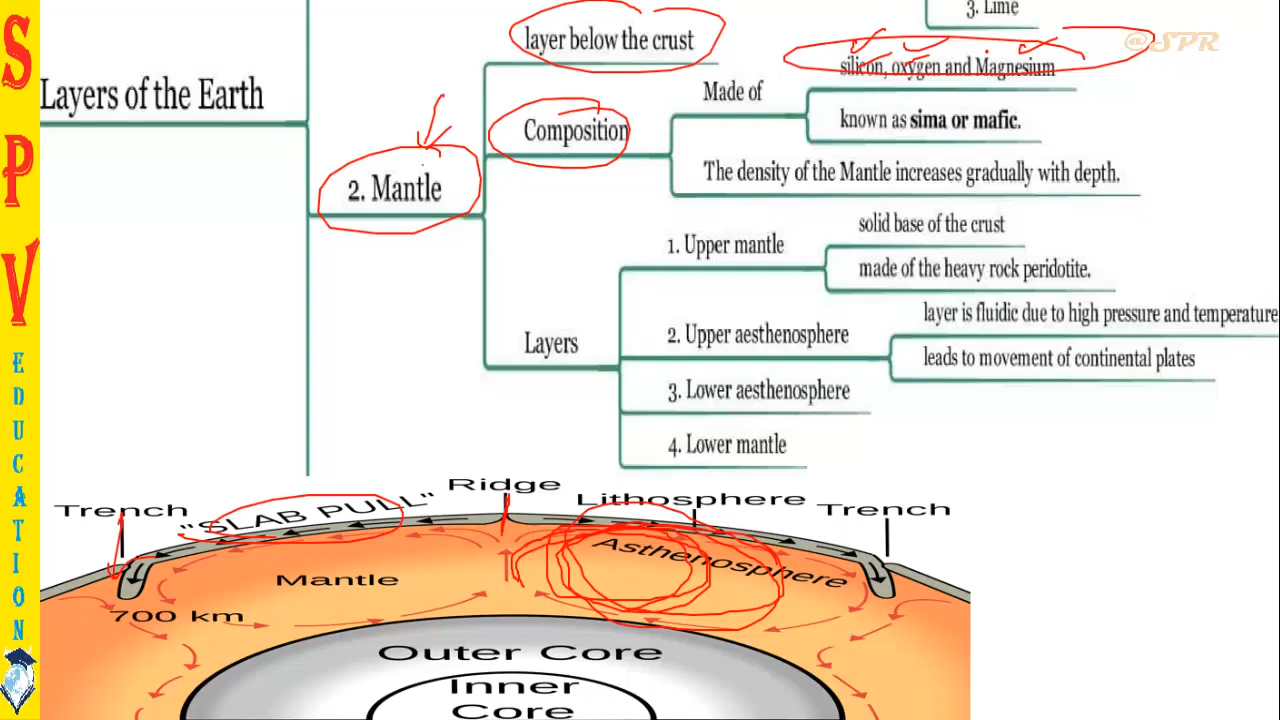 SPV EDUCATION
3. Lime
@SPR
layer below the crust
silicon, oxygen and Magnesium
Layers of the Earth
Made of
Composition
known as sima or mafic.
The density of the Mantle increases gradually with depth.
2. Mantle
solid base of the crust
1. Upper mantle
made of the heavy rock peridotite.
layer is fluidic due to high pressure and temperature
2. Upper aesthenosphere
Layers
leads to movement of continental plates
3. Lower aesthenosphere
4. Lower mantle
Ridge
Trench
"SLAB PULL"
Lithosphere
Trench
Asthenosphere
Mantle
700 km
Outer Core
Inner
Core